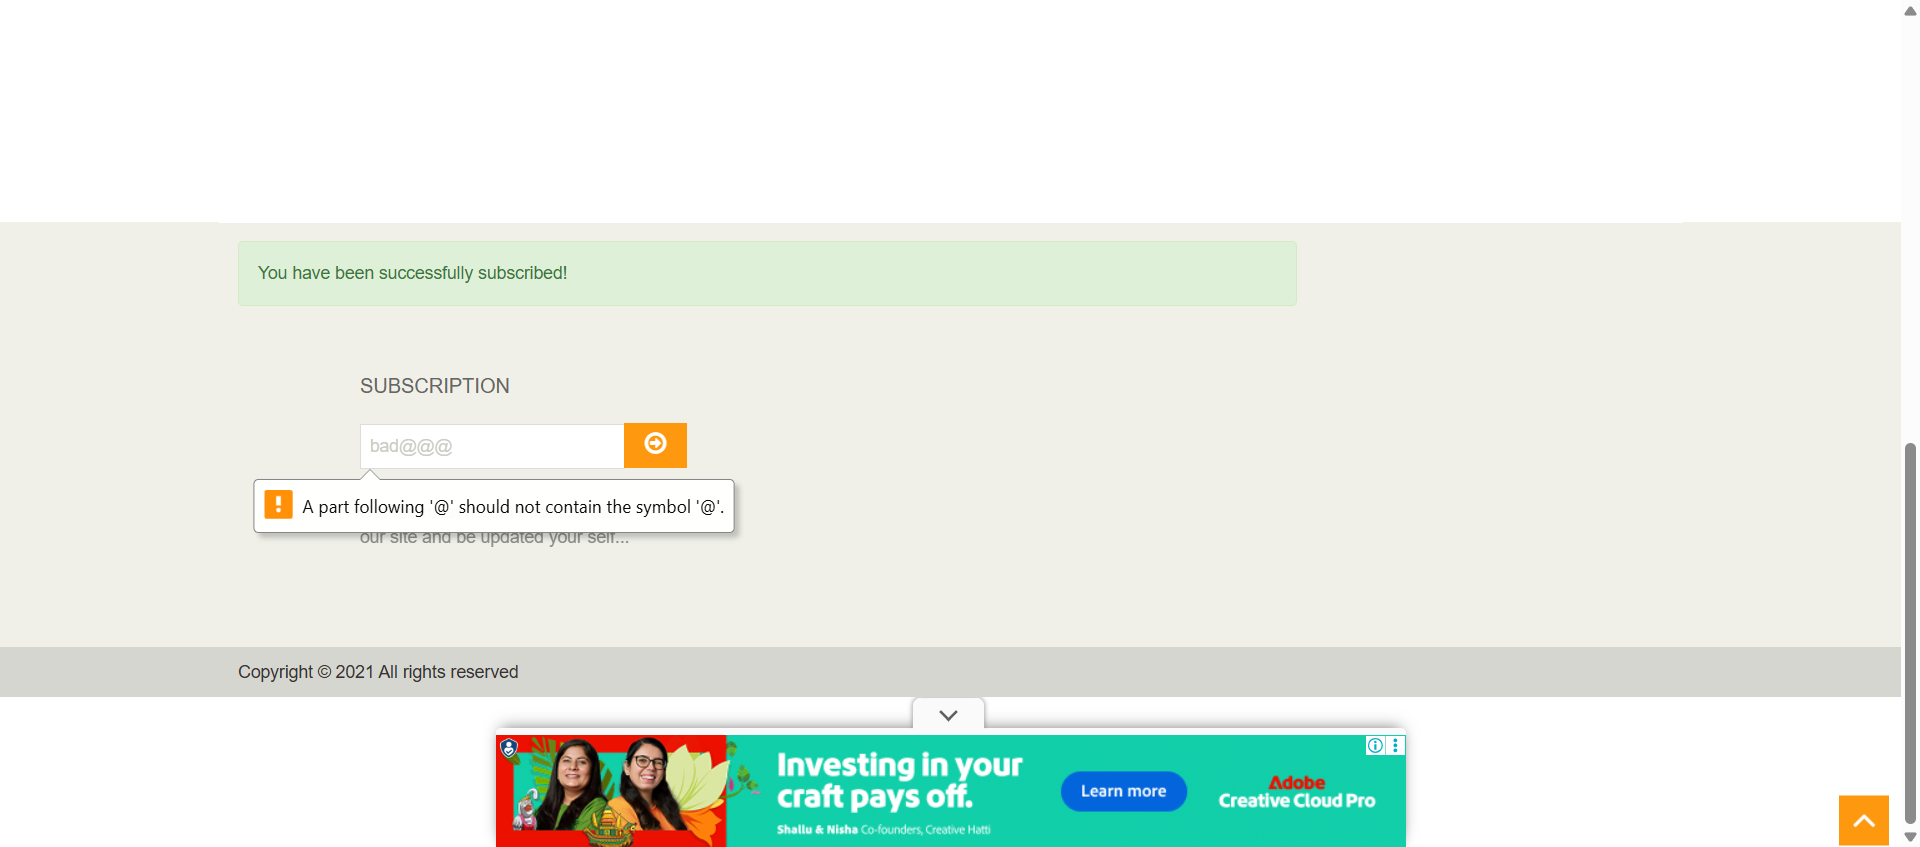 You have been successfully subscribed!
SUBSCRIPTION
bad@@@
A part following '@' should not contain the symbol '@'.
our site and be updated your self...
Copyright © 2021 All rights reserved
Investing in your
craft pays off.
Shallu & Nisha Co-founders, Creative Hatti
Learn more
Adobe
Creative Cloud Pro